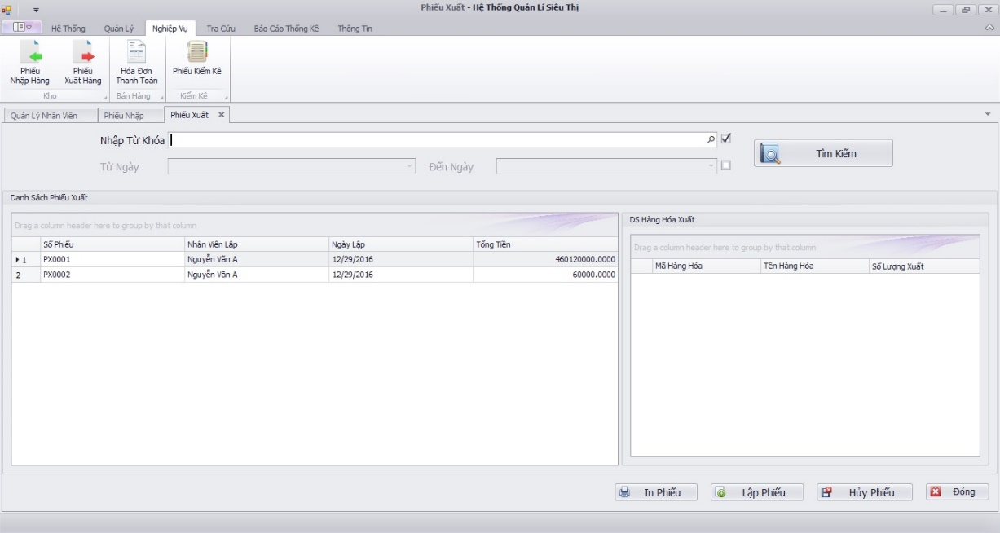 Phiếu Xuất - Hệ Thống Quản Lí Siêu Thị
Hệ Thống Quản Lý Nghiệp Vụ Tra Cứu Báo Cáo Thống Kê Thông Tin
Phiếu Nhập Hàng
Phiếu Xuất Hàng
Hóa Đơn Thanh Toán
Phiếu Kiểm Kê
Kho Bán Hàng Kiểm Kê
Quản Lý Nhân Viên Phiếu Nhập Phiếu Xuất
Nhập Từ Khóa
Tìm Kiếm
Từ Ngày Đến Ngày
Danh Sách Phiếu Xuất
Drag a column header here to group by that column
Số Phiếu Nhân Viên Lập Ngày Lập Tổng Tiền
1 PX0001 Nguyễn Văn A 12/29/2016 460120000.0000
2 PX0002 Nguyễn Văn A 12/29/2016 60000.0000
DS Hàng Hóa Xuất
Drag a column header here to group by that column
Mã Hàng Hóa Tên Hàng Hóa Số Lượng Xuất
In Phiếu Lập Phiếu Hủy Phiếu Đóng